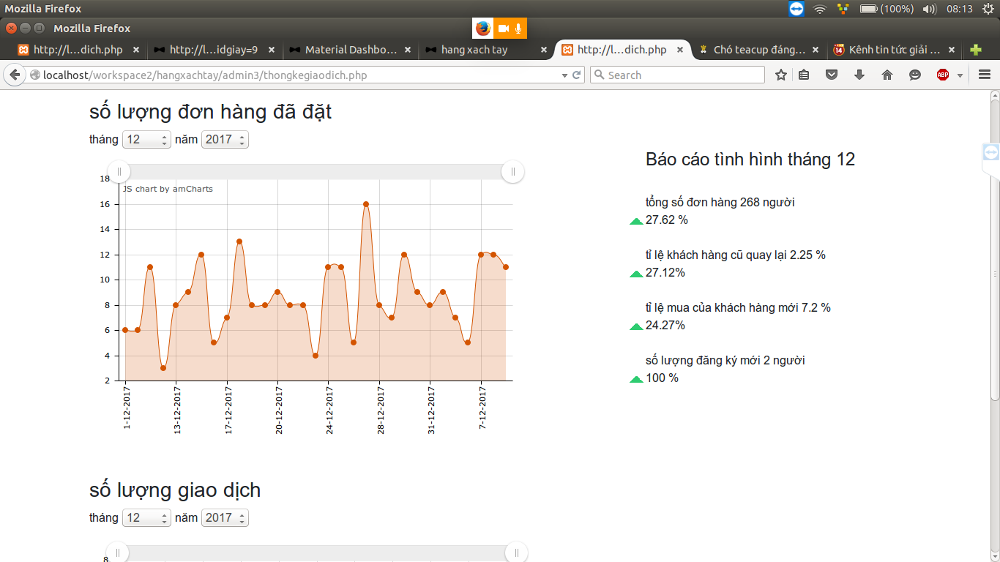 Mozilla Firefox
(100%)
08:13
Mozilla Firefox
http://l...dich.php
http://l...idgiay=9
Material Dashbo...
hang xach tay
http://l...dich.php
Chó teacup đáng...
Kênh tin tức giải ...
localhost/workspace2/hangxachtay/admin3/thongkegiaodich.php
Search
ABP
số lượng đơn hàng đã đặt
tháng 12 năm 2017
18
JS chart by amCharts
16
14
12
10
8
6
4
2
1-12-2017
13-12-2017
17-12-2017
20-12-2017
24-12-2017
28-12-2017
31-12-2017
7-12-2017
Báo cáo tình hình tháng 12
tổng số đơn hàng 268 người
27.62 %
tỉ lệ khách hàng cũ quay lại 2.25 %
27.12%
tỉ lệ mua của khách hàng mới 7.2 %
24.27%
số lượng đăng ký mới 2 người
100 %
số lượng giao dịch
tháng 12 năm 2017
8